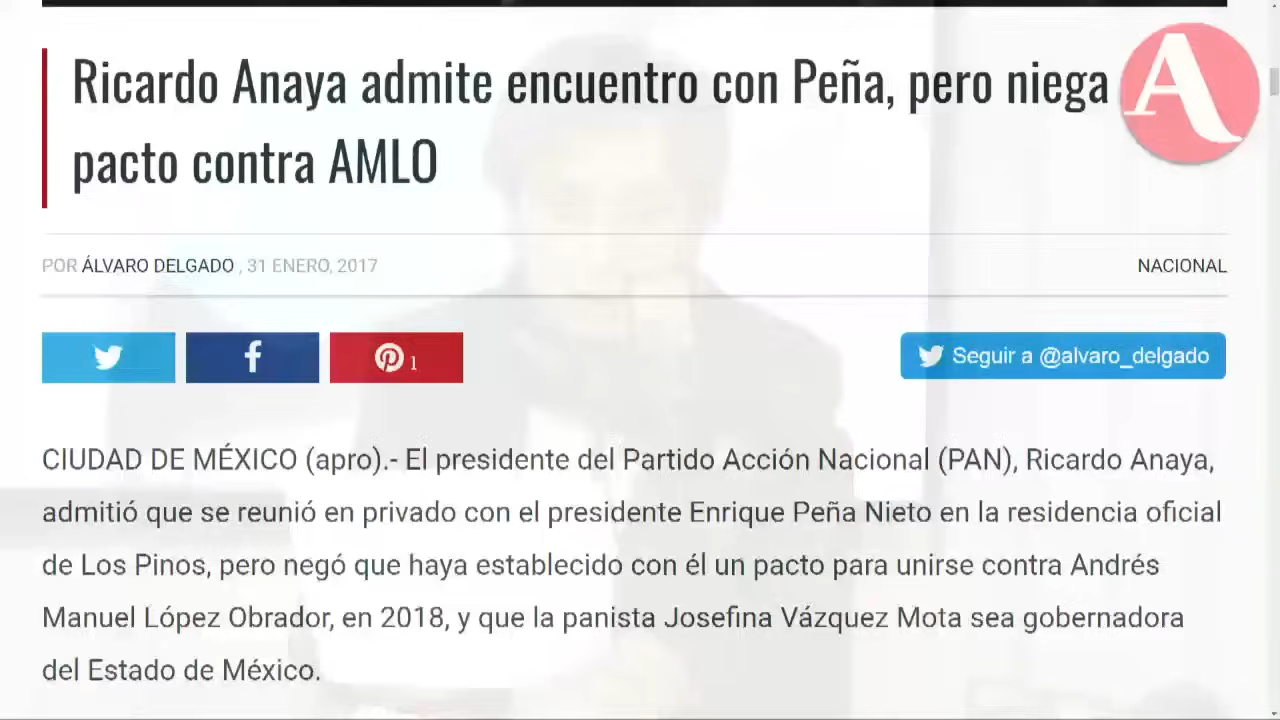 Ricardo Anaya admite encuentro con Peña, pero niega
pacto contra AMLO
A
POR ÁLVARO DELGADO , 31 ENERO, 2017
NACIONAL
1
Seguir a @alvaro_delgado
CIUDAD DE MÉXICO (apro).- El presidente del Partido Acción Nacional (PAN), Ricardo Anaya,
admitió que se reunió en privado con el presidente Enrique Peña Nieto en la residencia oficial
de Los Pinos, pero negó que haya establecido con él un pacto para unirse contra Andrés
Manuel López Obrador, en 2018, y que la panista Josefina Vázquez Mota sea gobernadora
del Estado de México.